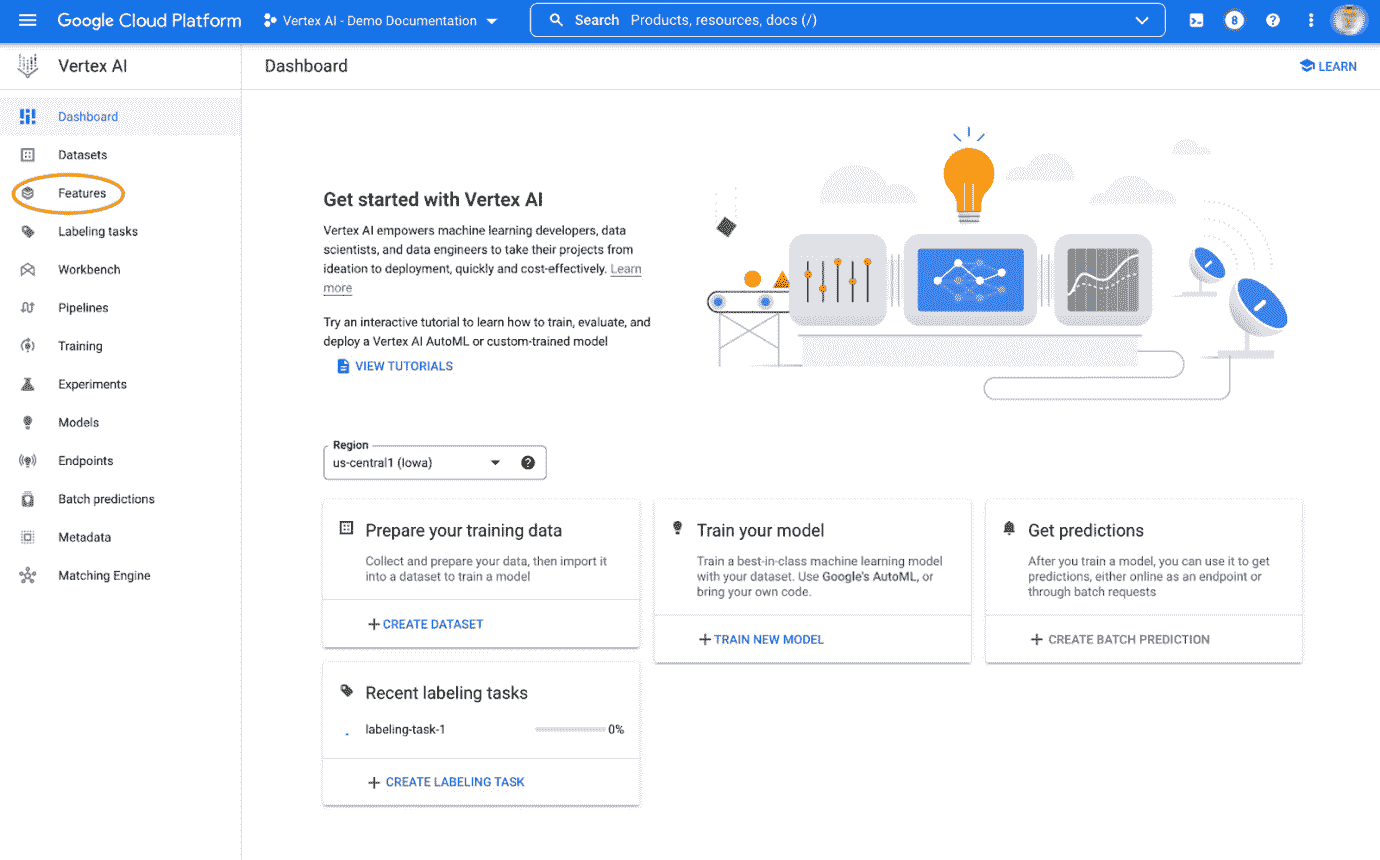 Google Cloud Platform
Vertex AI - Demo Documentation
Search Products, resources, docs (/)
8
Vertex AI
Dashboard
LEARN
Dashboard
Datasets
Features
Labeling tasks
Workbench
Pipelines
Training
Experiments
Models
Endpoints
Batch predictions
Metadata
Matching Engine
Get started with Vertex AI
Vertex AI empowers machine learning developers, data
scientists, and data engineers to take their projects from
ideation to deployment, quickly and cost-effectively. Learn
more
Try an interactive tutorial to learn how to train, evaluate, and
deploy a Vertex AI AutoML or custom-trained model
VIEW TUTORIALS
Region
us-central1 (Iowa)
Prepare your training data
Collect and prepare your data, then import it
into a dataset to train a model
+ CREATE DATASET
Train your model
Train a best-in-class machine learning model
with your dataset. Use Google's AutoML, or
bring your own code.
+ TRAIN NEW MODEL
Get predictions
After you train a model, you can use it to get
predictions, either online as an endpoint or
through batch requests
+ CREATE BATCH PREDICTION
Recent labeling tasks
labeling-task-1 0%
+ CREATE LABELING TASK